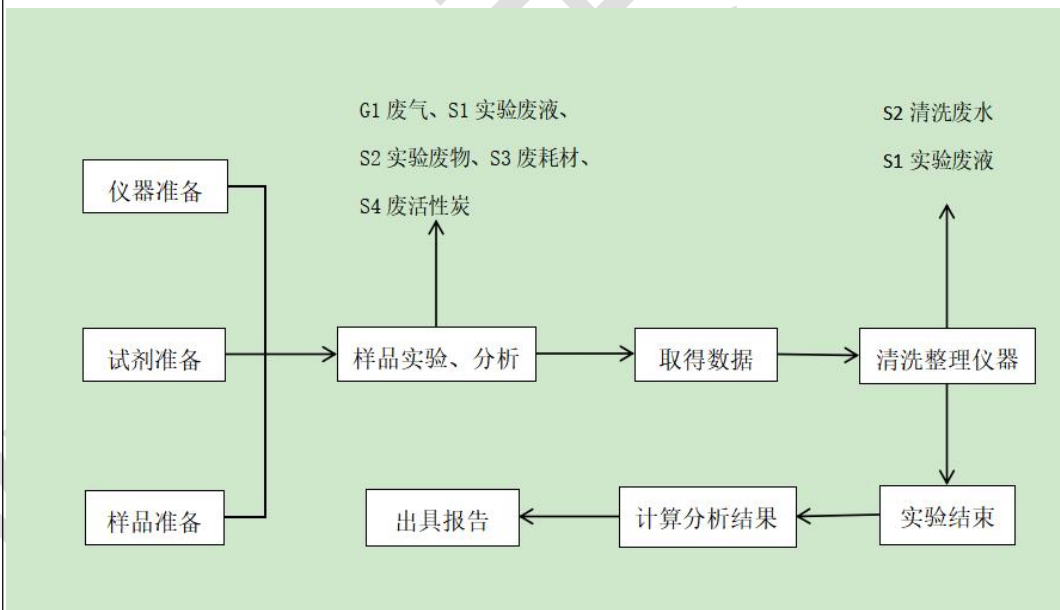 G1 废气、S1 实验废液、
S2 实验废物、S3 废耗材、
S4 废活性炭
S2 清洗废水
S1 实验废液
仪器准备
试剂准备
样品实验、分析
取得数据
清洗整理仪器
样品准备
出具报告
计算分析结果
实验结束